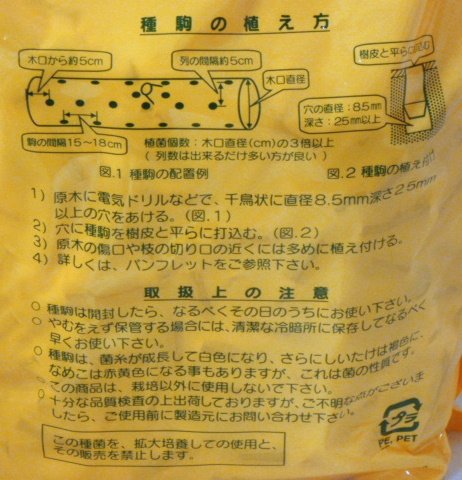 種駒の植え方
木口から約5cm
列の間隔約5cm
木口直径
樹皮と平らに打込む
穴の直径:8.5mm
深さ:25mm以上
駒の間隔15~18cm
植菌個数:木口直径(cm)の3倍以上
(列数は出来るだけ多い方が良い)
図.1 種駒の配置例
図.2 種駒の植え付け
1) 原木に電気ドリルなどで、千鳥状に直径8.5mm深さ25mm
以上の穴をあける。(図.1)
2) 穴に種駒を樹皮と平らに打込む。(図.2)
3) 原木の傷口や枝の切り口の近くには多めに植え付ける。
4) 詳しくは、パンフレットをご参照下さい。
取扱上の注意
○ 種駒は開封したら、なるべくその日のうちにお使い下さい。
○ やむをえず保管する場合には、清潔な冷暗所に保存してなるべく
早くお使い下さい。
○ 種駒は、菌糸が成長して白色になり、さらにしいたけは褐色に、
なめこは赤黄色になる事もありますが、これは菌の性質です。
○ この商品は、栽培以外に使用しないで下さい。
○ 十分な品質検査の上出荷しておりますが、ご不明な点がございま
したら、ご使用前に製造元にお問い合わせ下さい。
プラ
PE, PET
この種菌を、拡大培養しての使用と、
その販売を禁止します。